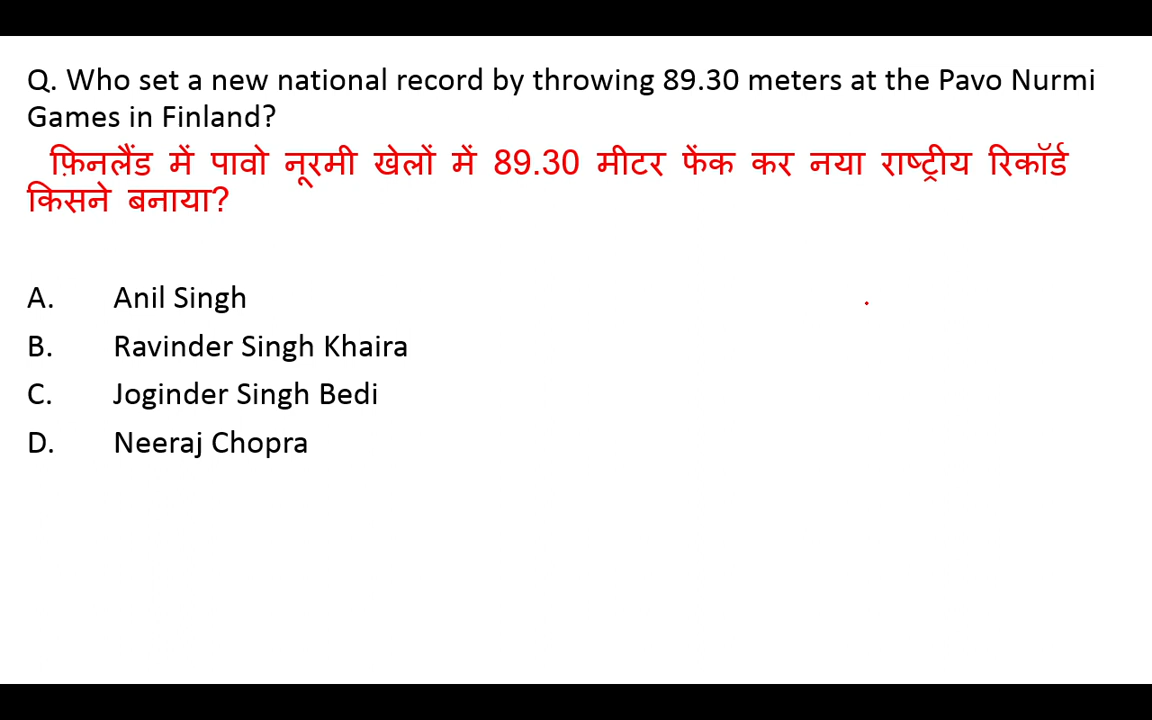 Q. Who set a new national record by throwing 89.30 meters at the Pavo Nurmi
Games in Finland?
फ़िनलैंड में पावो नूरमी खेलों में 89.30 मीटर फेंक कर नया राष्ट्रीय रिकॉर्ड
किसने बनाया?
A. Anil Singh
B. Ravinder Singh Khaira
C. Joginder Singh Bedi
D. Neeraj Chopra